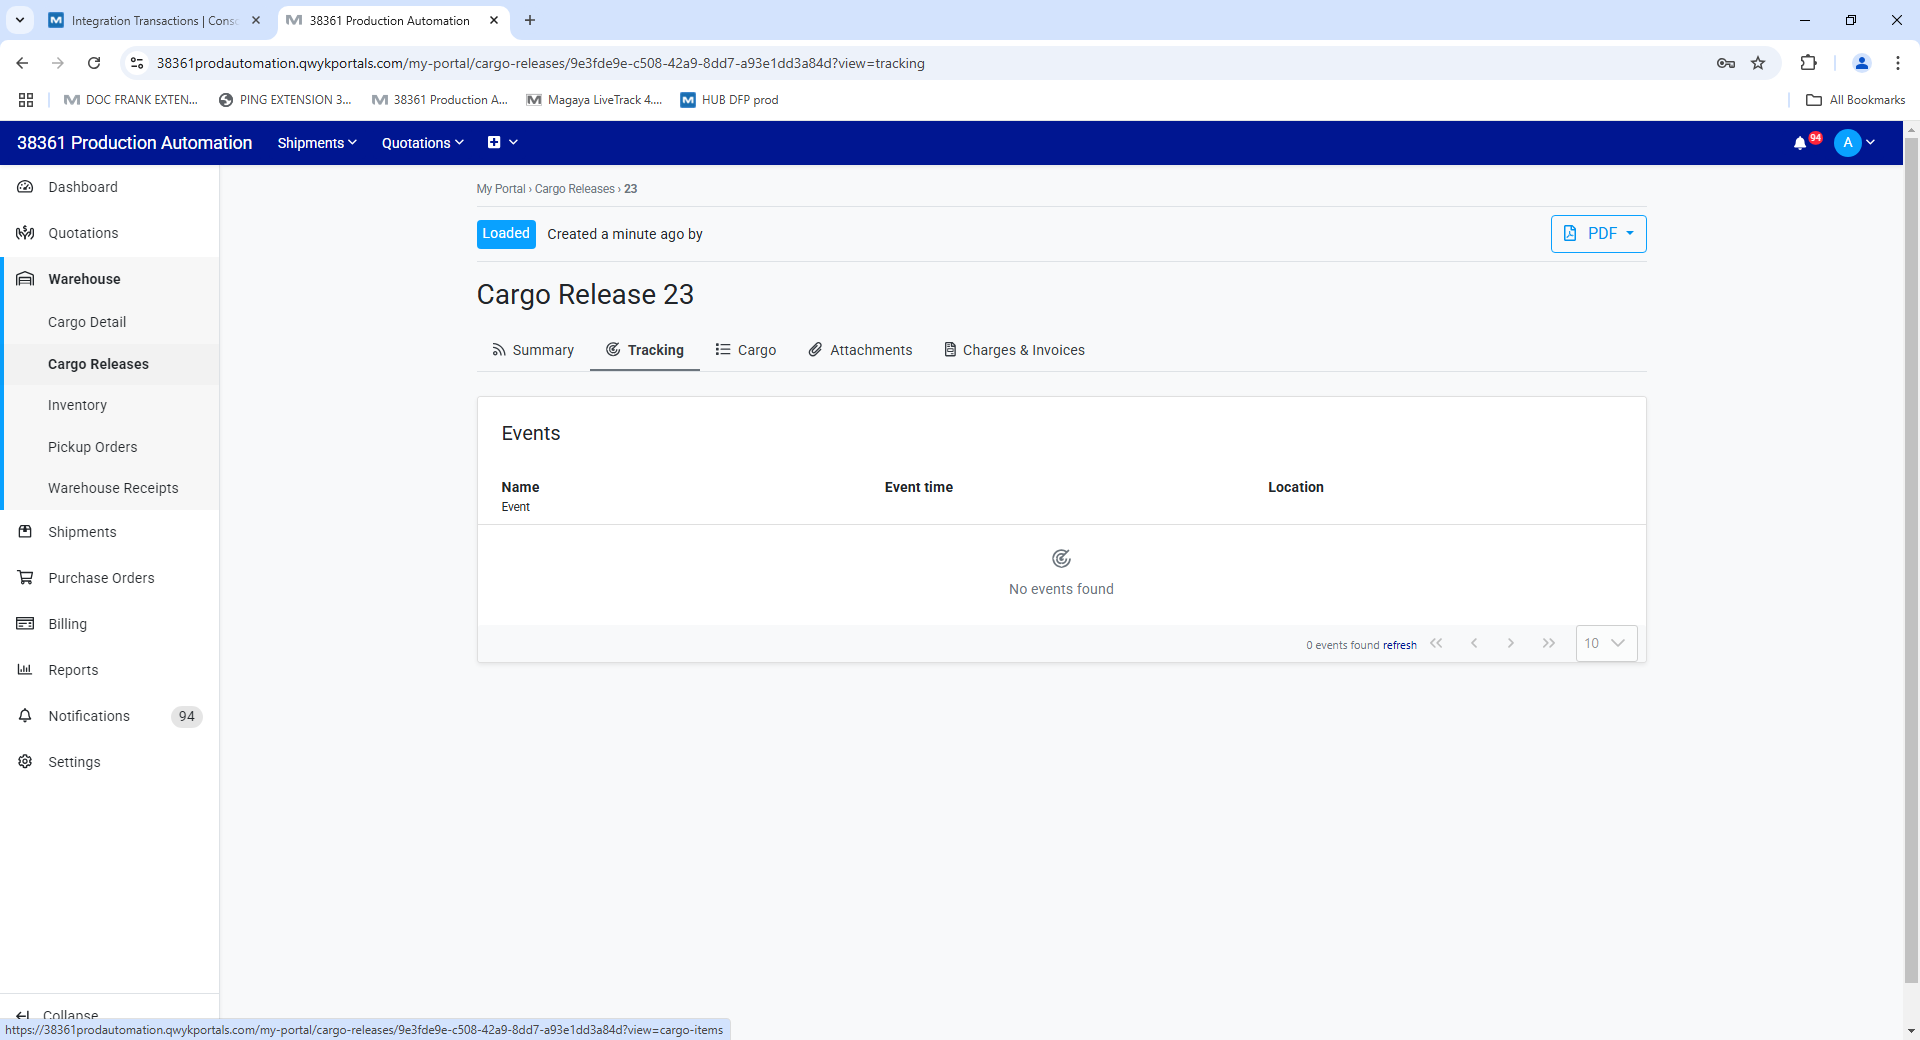 Integration Transactions | Conso
38361 Production Automation
38361prodautomation.qwykportals.com/my-portal/cargo-releases/9e3fde9e-c508-42a9-8dd7-a93e1dd3a84d?view=tracking
DOC FRANK EXTEN...
PING EXTENSION 3...
38361 Production A...
Magaya LiveTrack 4....
HUB DFP prod
All Bookmarks
38361 Production Automation
Shipments
Quotations
94
A
Dashboard
Quotations
Warehouse
Cargo Detail
Cargo Releases
Inventory
Pickup Orders
Warehouse Receipts
Shipments
Purchase Orders
Billing
Reports
Notifications 94
Settings
Collapse
My Portal › Cargo Releases › 23
Loaded Created a minute ago by
PDF
Cargo Release 23
Summary
Tracking
Cargo
Attachments
Charges & Invoices
Events
Name Event time Location
Event
No events found
0 events found refresh
10
https://38361prodautomation.qwykportals.com/my-portal/cargo-releases/9e3fde9e-c508-42a9-8dd7-a93e1dd3a84d?view=cargo-items